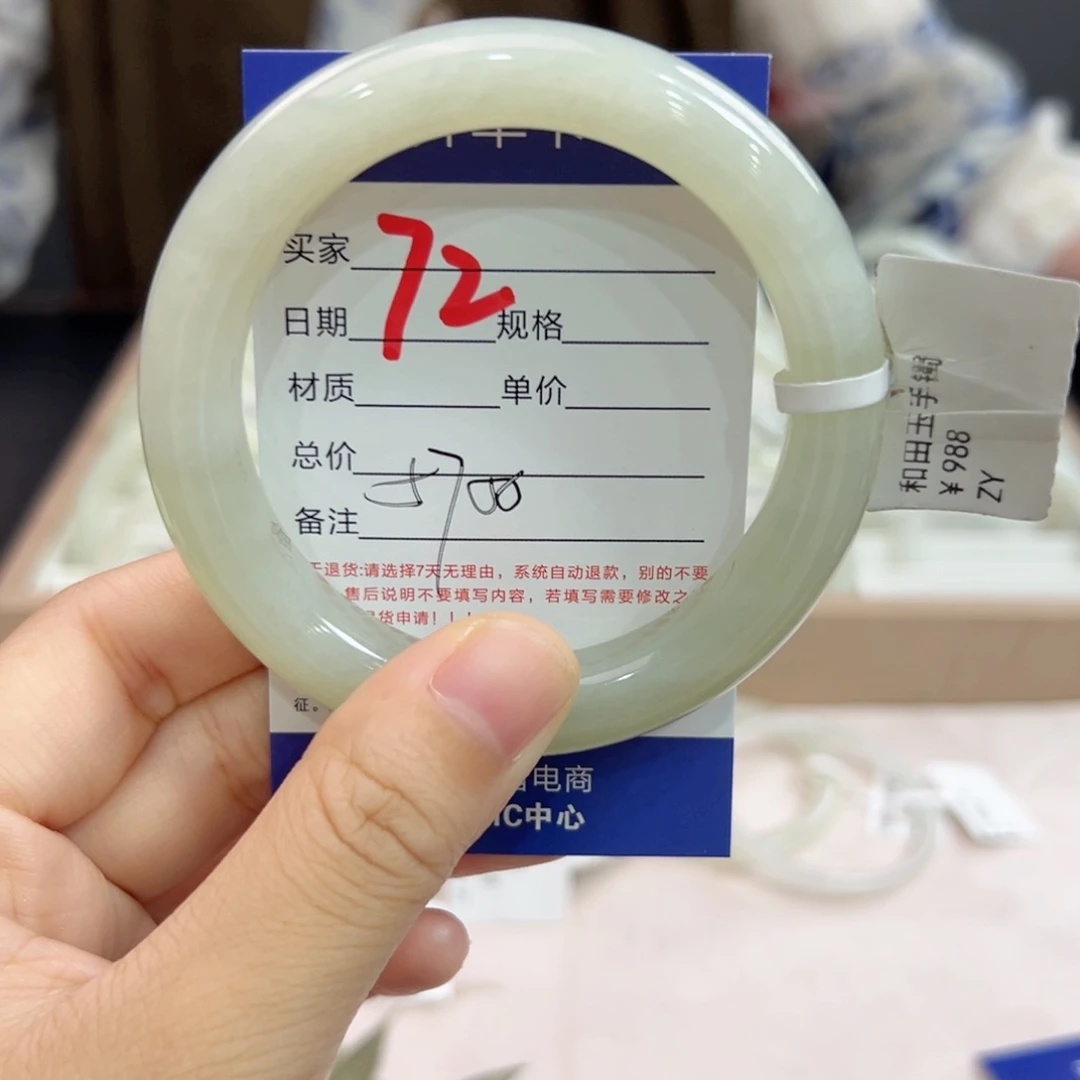 买家
72
日期 规格
材质 单价
总价
5700
备注
退货:请选择7天无理由,系统自动退款,别的不要
售后说明不要填写内容,若填写需要修改之
货申请!!
征。
电商
IC中心
和田玉手镯
¥988
ZY